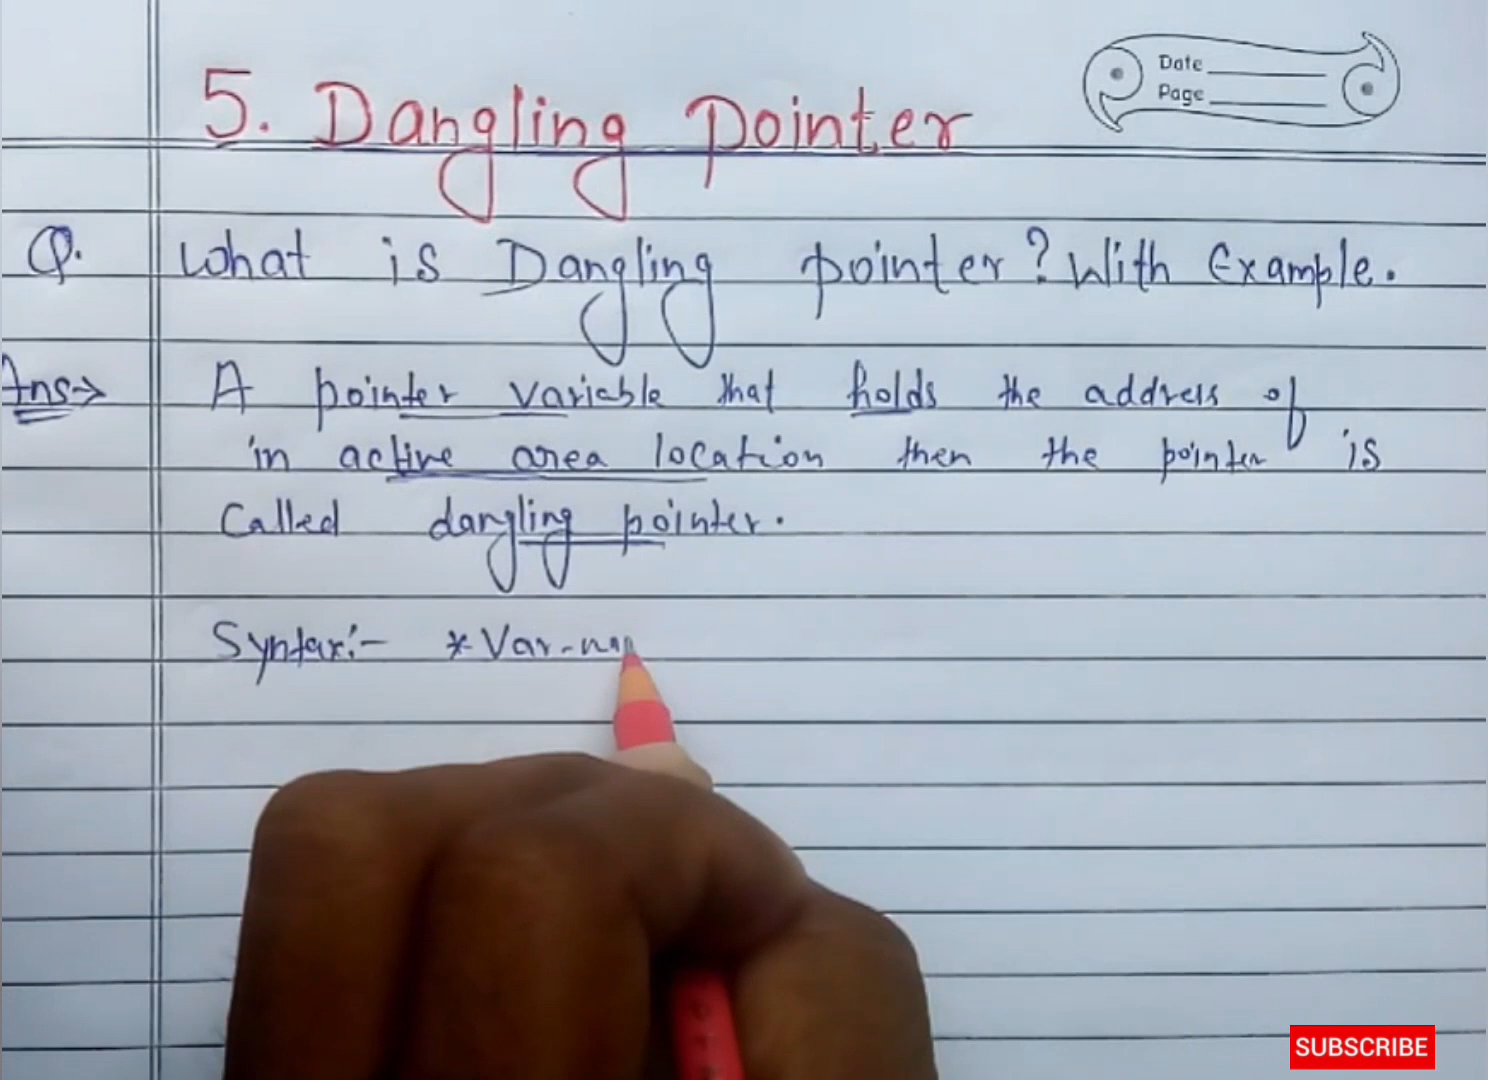 5. Dangling pointer
Date
Page
Q. What is Dangling pointer? With Example.
Ans-> A pointer variable that holds the address of
in active area location then the pointer is
Called dangling pointer.
Syntax:- *Var-na
SUBSCRIBE